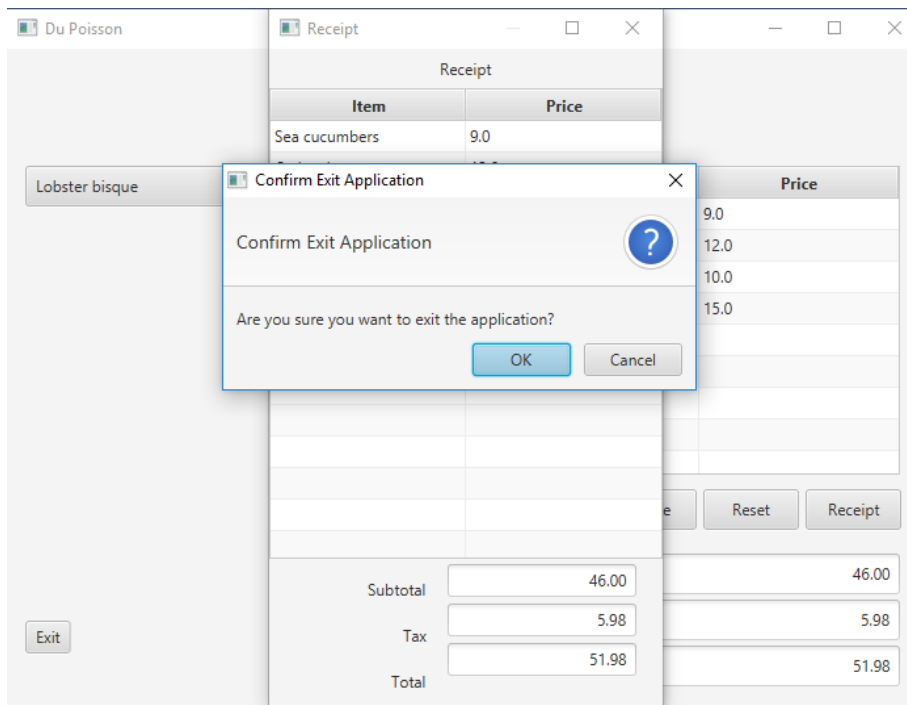 Du Poisson
Receipt
Receipt
Item Price
Sea cucumbers 9.0
Lobster bisque
Confirm Exit Application
Confirm Exit Application
?
Are you sure you want to exit the application?
OK Cancel
Price
9.0
12.0
10.0
15.0
Reset Receipt
Subtotal 46.00
Tax 5.98
Total 51.98
46.00
5.98
51.98
Exit